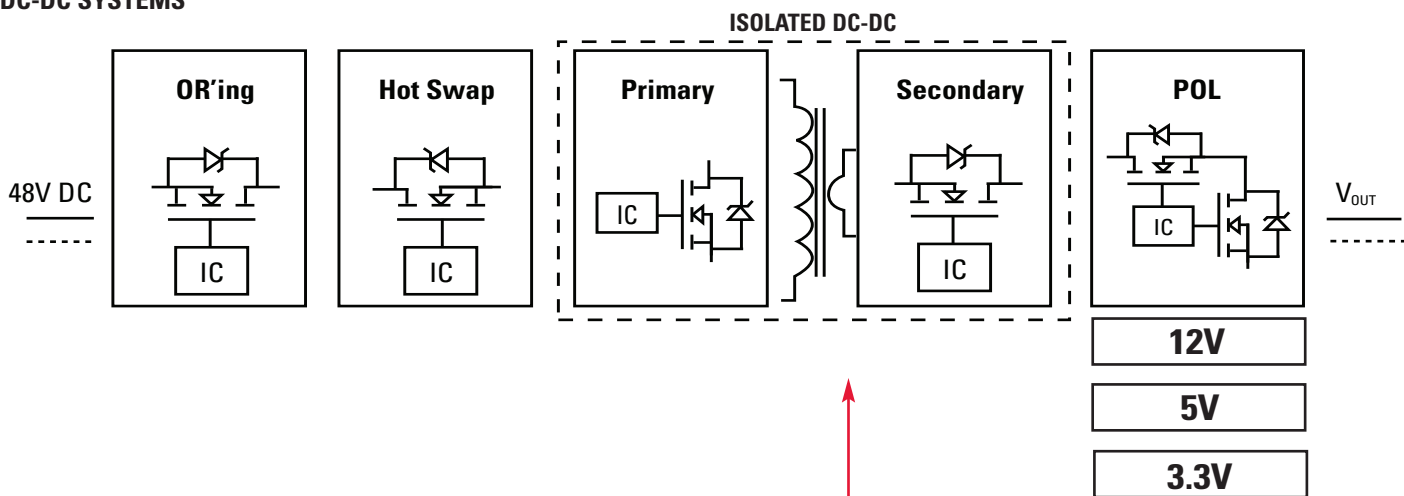 DC-DC SYSTEMS
ISOLATED DC-DC
OR'ing
Hot Swap
Primary
Secondary
POL
48V DC
IC
IC
IC
IC
IC
VOUT
12V
5V
3.3V